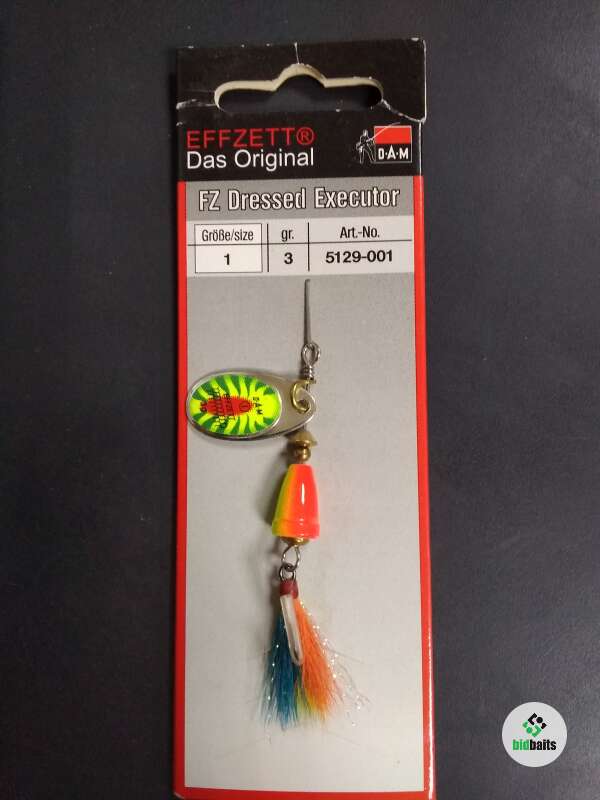 EFFZETT®
Das Original
D·A·M
FZ Dressed Executor
Größe/size gr. Art.-No.
1 3 5129-001
D·A·M
bidbaits